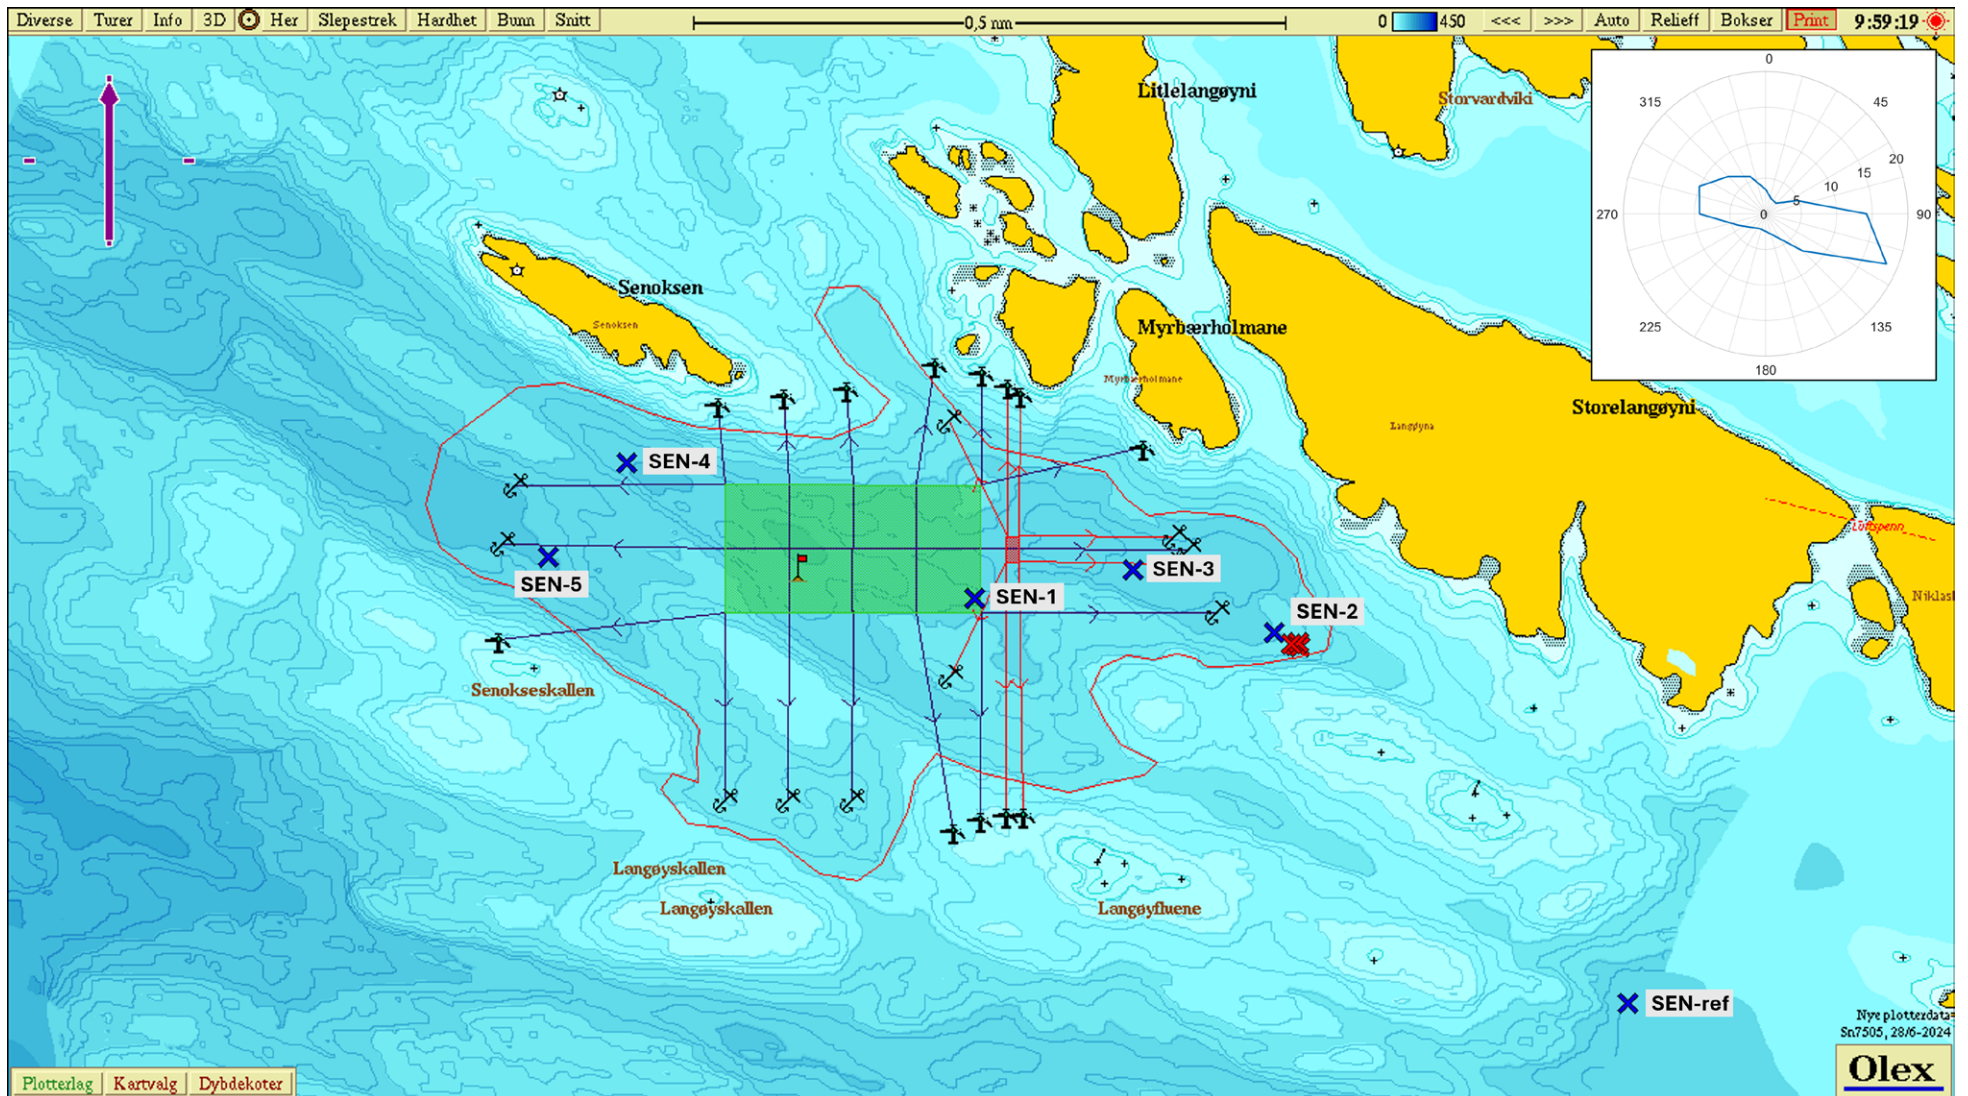 Diverse Turer Info 3D Her Slepestrek Hardhet Bunn Snitt 0,5 nm 0 450 <<< >>> Auto Relieff Bokser Print 9:59:19
0
315 45
20
15
10
5
270 0 90
225 135
180
Litlelangøyni
Storvardviki
Senoksen
Senoksen
Myrbærholmane
Myrbærholmane
Storelangøyni
Langøyna
Luftspenn
SEN-4
SEN-5
SEN-1
SEN-3
SEN-2
Niklas
Senokseskallen
Langøyskallen
Langøyskallen
Langøyfluene
SEN-ref
Nye plotterdata
Sn7505, 28/6-2024
Olex
Plotterlag Kartvalg Dybdekoter